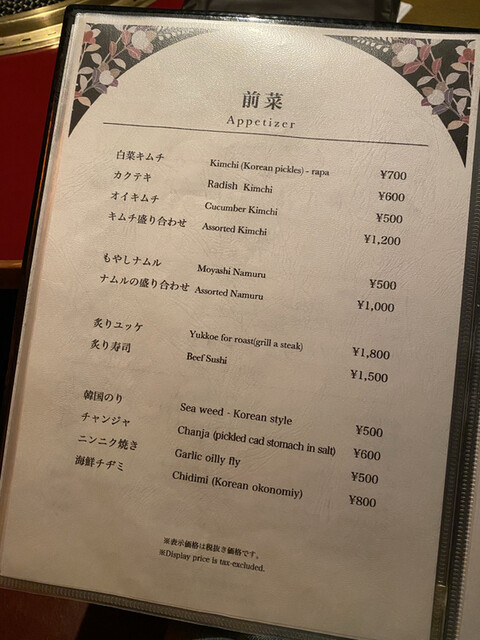 前菜
Appetizer
白菜キムチ Kimchi (Korean pickles) - rapa ¥700
カクテキ Radish Kimchi ¥600
オイキムチ Cucumber Kimchi ¥500
キムチ盛り合わせ Assorted Kimchi ¥1,200
もやしナムル Moyashi Namuru ¥500
ナムルの盛り合わせ Assorted Namuru ¥1,000
炙りユッケ Yukkoe for roast(grill a steak) ¥1,800
炙り寿司 Beef Sushi ¥1,500
韓国のり Sea weed - Korean style ¥500
チャンジャ Chanja (pickled cad stomach in salt) ¥600
ニンニク焼き Garlic oilly fly ¥500
海鮮チヂミ Chidimi (Korean okonomiy) ¥800
※表示価格は税抜き価格です。
※Display price is tax-excluded.